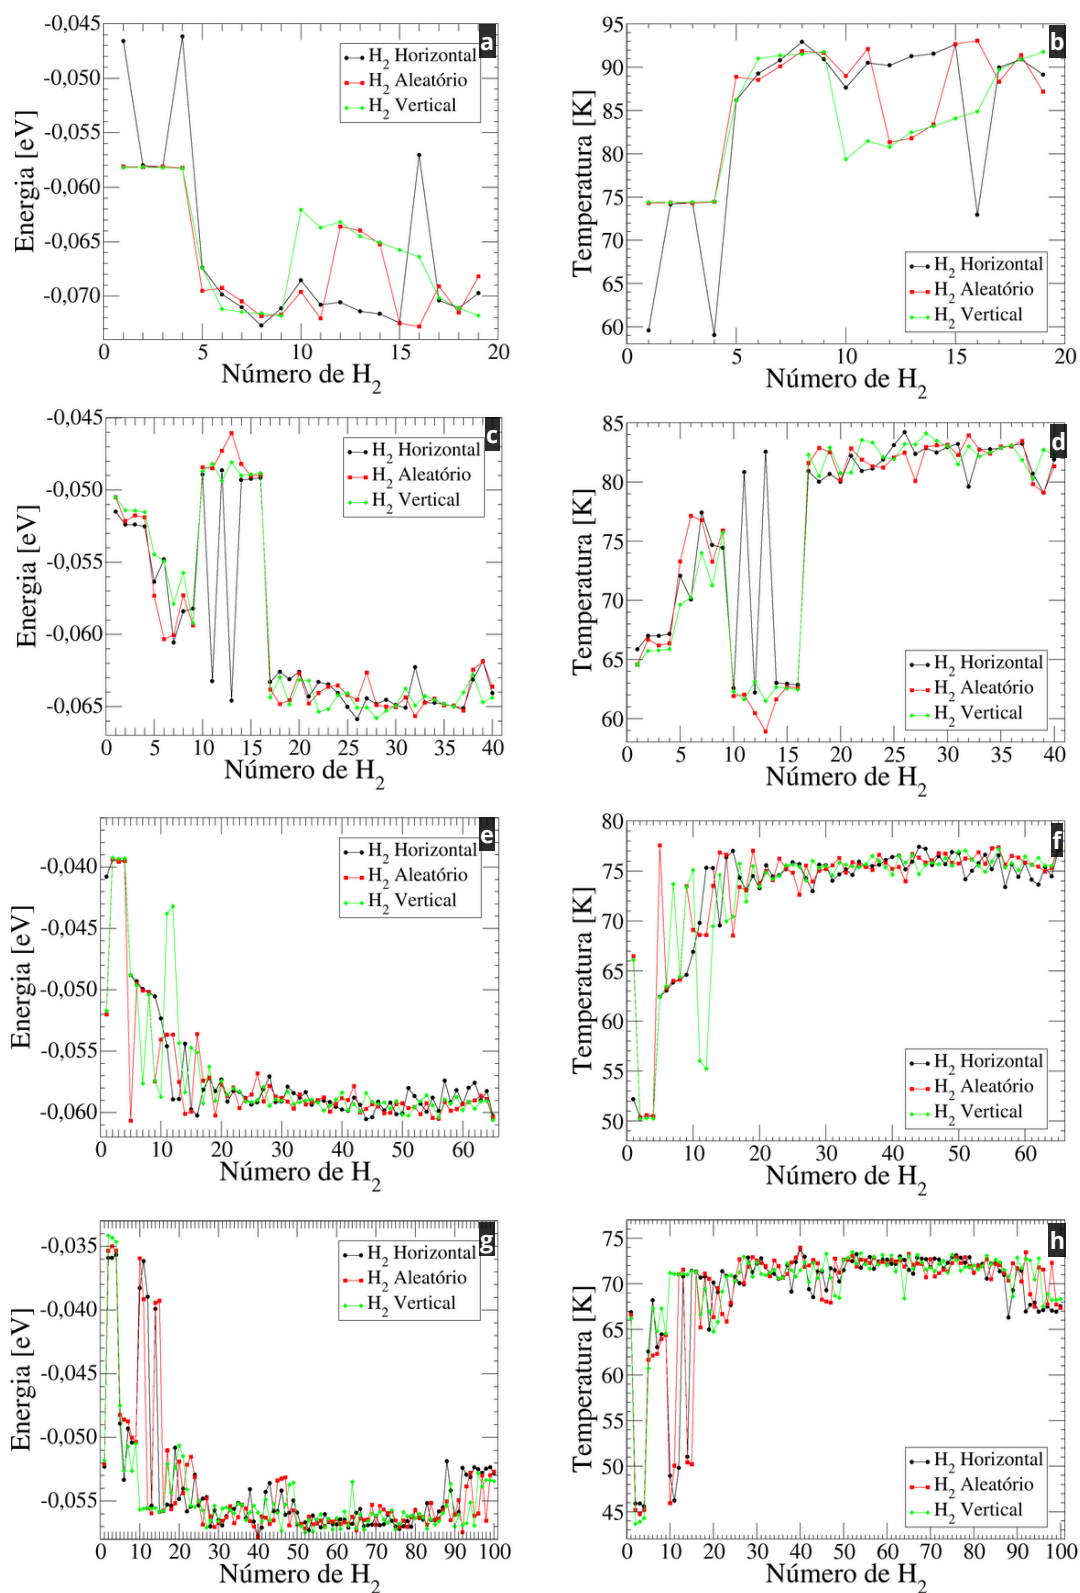 a
-0,045
-0,050
-0,055
-0,060
-0,065
-0,070
Energia [eV]
H2 Horizontal
H2 Aleatório
H2 Vertical
0 5 10 15 20
Número de H2
b
95
90
85
80
75
70
65
60
Temperatura [K]
H2 Horizontal
H2 Aleatório
H2 Vertical
0 5 10 15 20
Número de H2
c
-0,045
-0,050
-0,055
-0,060
-0,065
Energia [eV]
H2 Horizontal
H2 Aleatório
H2 Vertical
0 5 10 15 20 25 30 35 40
Número de H2
d
85
80
75
70
65
60
Temperatura [K]
H2 Horizontal
H2 Aleatório
H2 Vertical
0 5 10 15 20 25 30 35 40
Número de H2
e
-0,040
-0,045
-0,050
-0,055
-0,060
Energia [eV]
H2 Horizontal
H2 Aleatório
H2 Vertical
0 10 20 30 40 50 60
Número de H2
f
80
75
70
65
60
55
50
Temperatura [K]
H2 Horizontal
H2 Aleatório
H2 Vertical
0 10 20 30 40 50 60
Número de H2
g
-0,035
-0,040
-0,045
-0,050
-0,055
Energia [eV]
H2 Horizontal
H2 Aleatório
H2 Vertical
0 10 20 30 40 50 60 70 80 90 100
Número de H2
h
75
70
65
60
55
50
45
Temperatura [K]
H2 Horizontal
H2 Aleatório
H2 Vertical
0 10 20 30 40 50 60 70 80 90 100
Número de H2